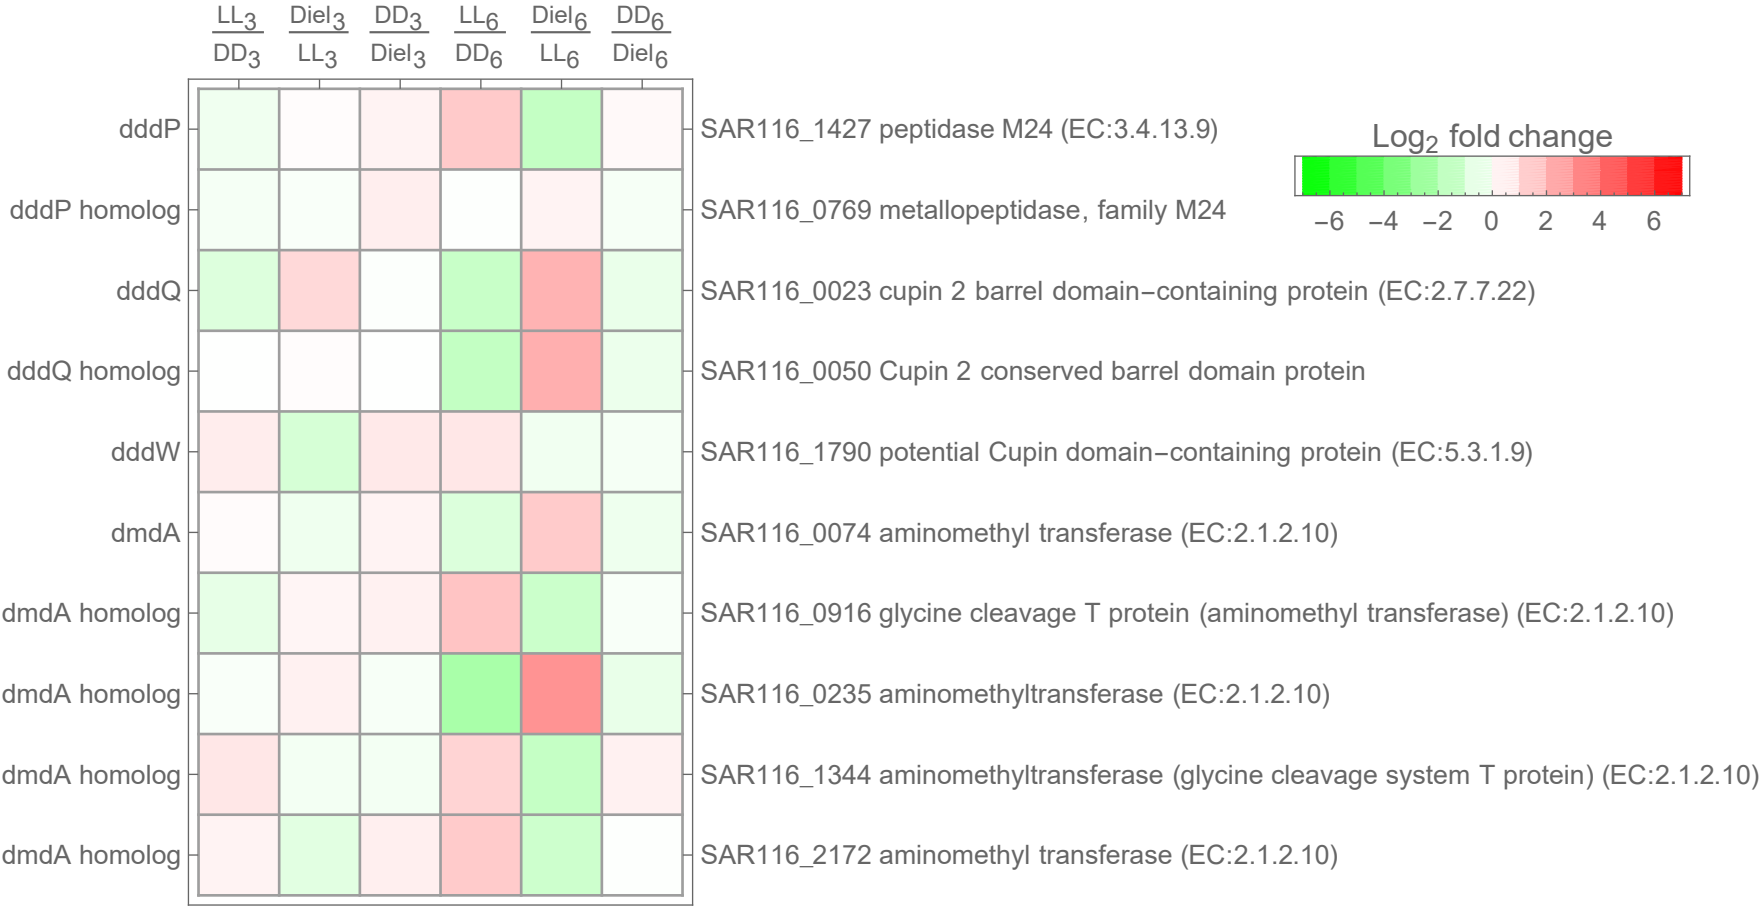 LL3 Diel3 DD3 LL6 Diel6 DD6
DD3 LL3 Diel3 DD6 LL6 Diel6
dddP SAR116_1427 peptidase M24 (EC:3.4.13.9)
Log2 fold change
−6 −4 −2 0 2 4 6
dddP homolog SAR116_0769 metallopeptidase, family M24
dddQ SAR116_0023 cupin 2 barrel domain−containing protein (EC:2.7.7.22)
dddQ homolog SAR116_0050 Cupin 2 conserved barrel domain protein
dddW SAR116_1790 potential Cupin domain−containing protein (EC:5.3.1.9)
dmdA SAR116_0074 aminomethyl transferase (EC:2.1.2.10)
dmdA homolog SAR116_0916 glycine cleavage T protein (aminomethyl transferase) (EC:2.1.2.10)
dmdA homolog SAR116_0235 aminomethyltransferase (EC:2.1.2.10)
dmdA homolog SAR116_1344 aminomethyltransferase (glycine cleavage system T protein) (EC:2.1.2.10)
dmdA homolog SAR116_2172 aminomethyl transferase (EC:2.1.2.10)